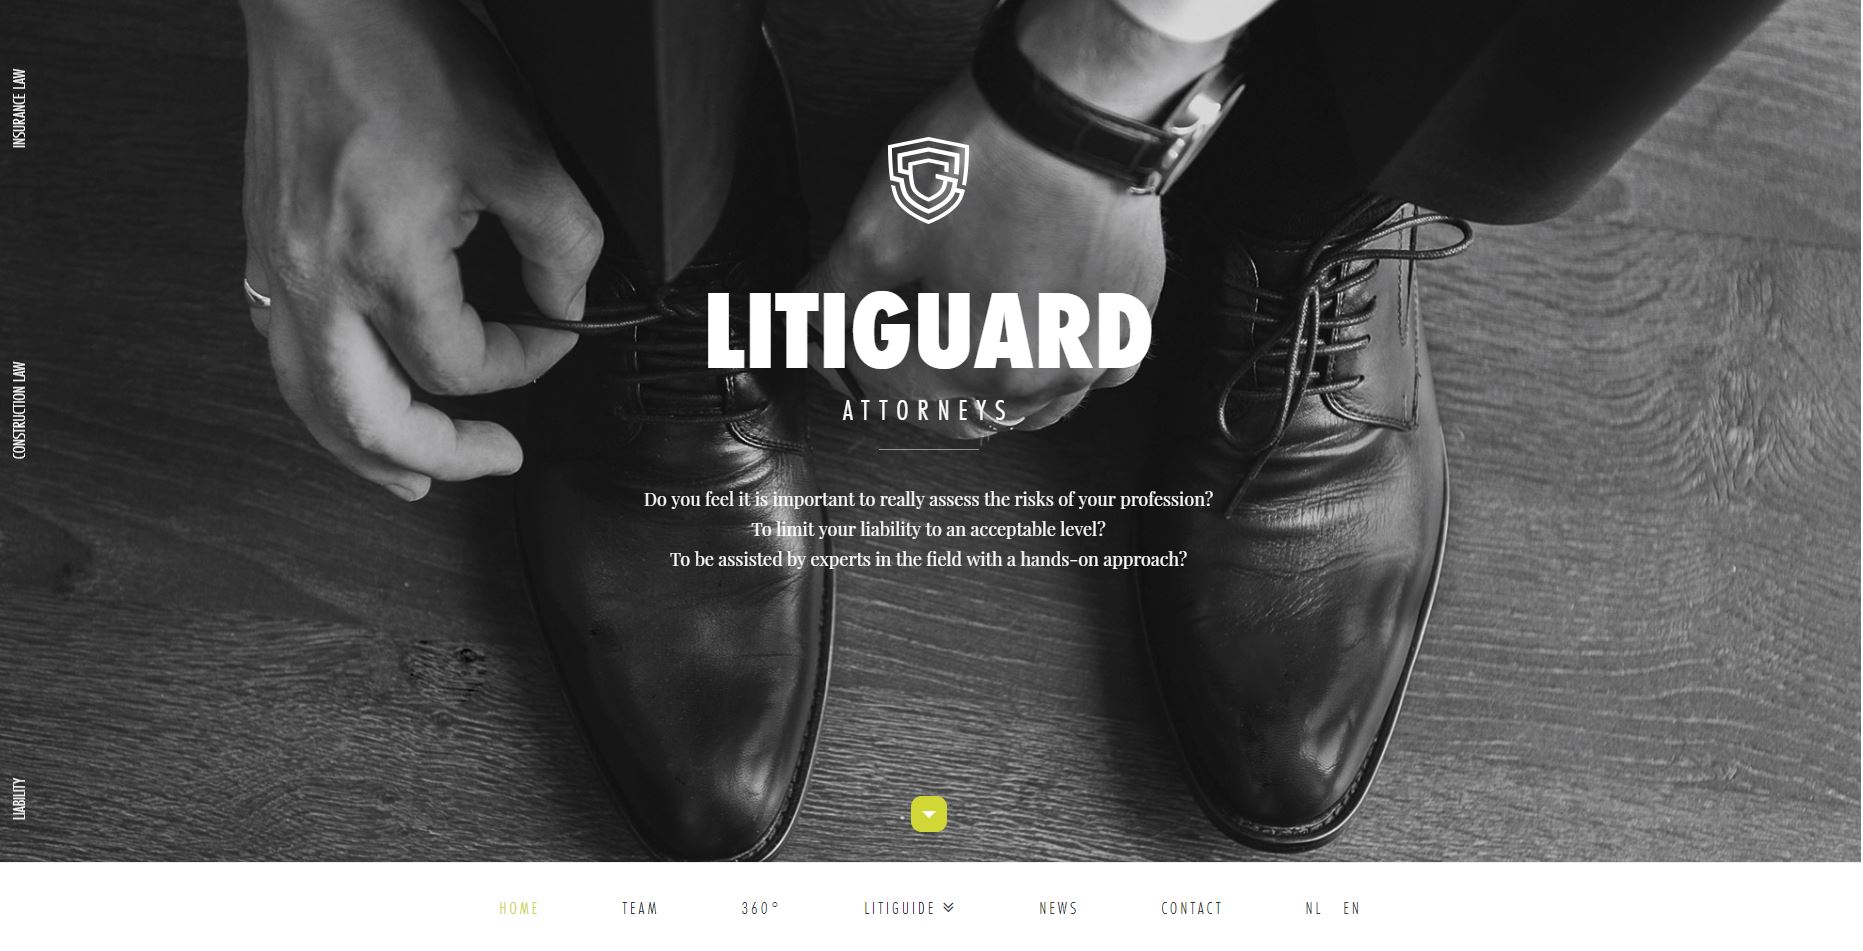 INSURANCE LAW
CONSTRUCTION LAW
LIABILITY
LITIGUARD
ATTORNEYS
Do you feel it is important to really assess the risks of your profession?
To limit your liability to an acceptable level?
To be assisted by experts in the field with a hands-on approach?
HOME TEAM 360° LITIGUIDE NEWS CONTACT NL EN